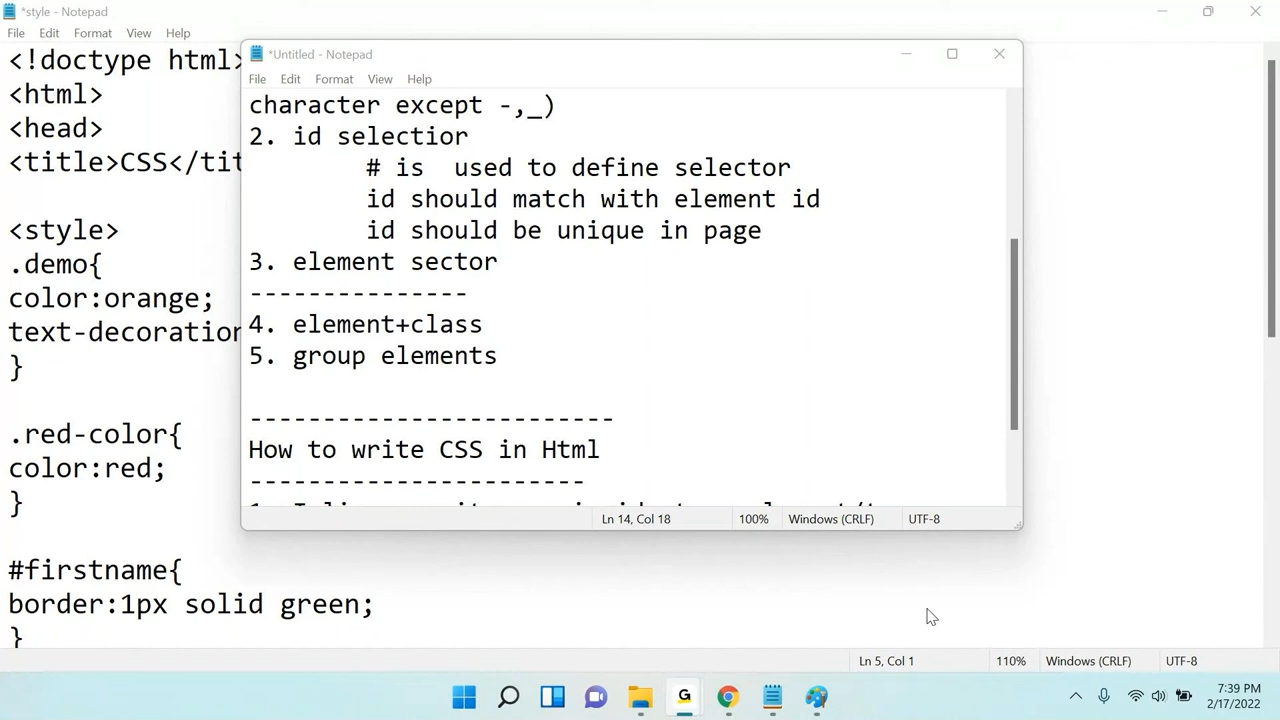 *style - Notepad
File Edit Format View Help
<!doctype html>
<html>
<head>
<title>CSS</tit
<style>
.demo{
color:orange;
text-decoration
}
.red-color{
color:red;
}
#firstname{
border:1px solid green;
}
*Untitled - Notepad
File Edit Format View Help
character except -,_)
2. id selectior
# is  used to define selector
id should match with element id
id should be unique in page
3. element sector
---------------
4. element+class
5. group elements
-------------------------
How to write CSS in Html
-----------------------
Ln 14, Col 18 100% Windows (CRLF) UTF-8
Ln 5, Col 1 110% Windows (CRLF) UTF-8
G
7:39 PM
2/17/2022